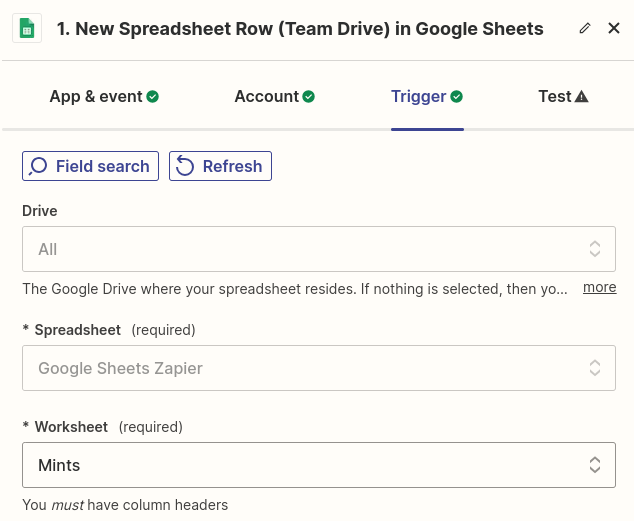 1. New Spreadsheet Row (Team Drive) in Google Sheets
App & event Account Trigger Test
Field search Refresh
Drive
All
The Google Drive where your spreadsheet resides. If nothing is selected, then yo... more
* Spreadsheet (required)
Google Sheets Zapier
* Worksheet (required)
Mints
You must have column headers